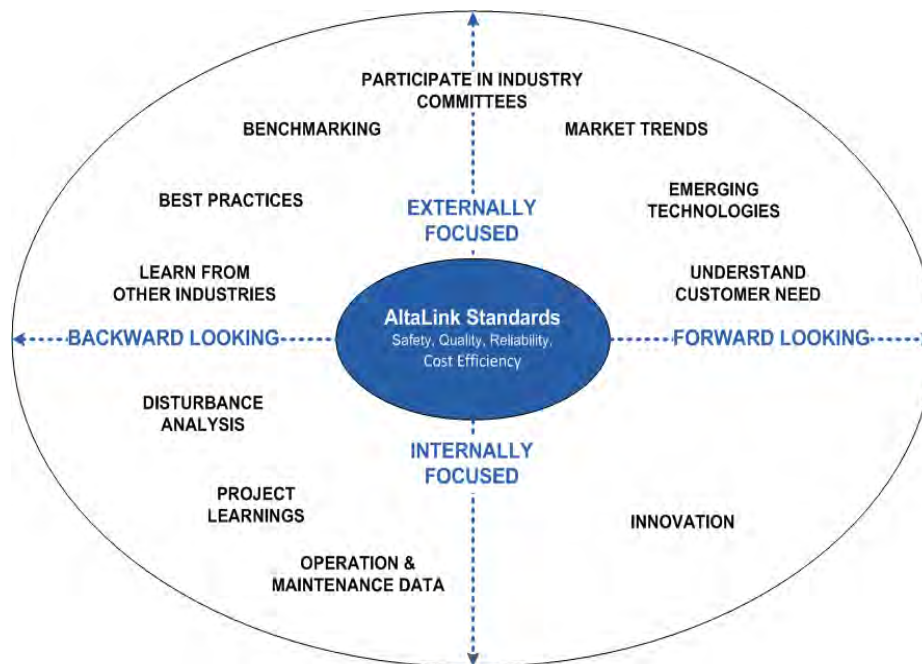 PARTICIPATE IN INDUSTRY
COMMITTEES
BENCHMARKING
MARKET TRENDS
BEST PRACTICES
EMERGING
TECHNOLOGIES
EXTERNALLY
FOCUSED
LEARN FROM
OTHER INDUSTRIES
UNDERSTAND
CUSTOMER NEED
AltaLink Standards
Safety, Quality, Reliability,
Cost Efficiency
BACKWARD LOOKING
FORWARD LOOKING
DISTURBANCE
ANALYSIS
INTERNALLY
FOCUSED
PROJECT
LEARNINGS
INNOVATION
OPERATION &
MAINTENANCE DATA